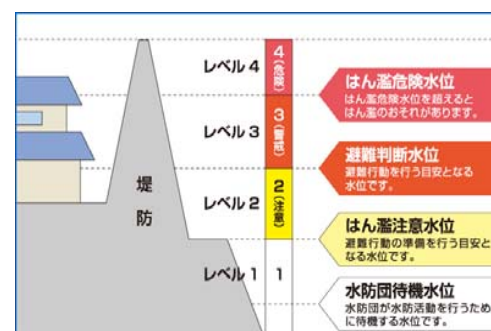 レベル4
4(危険)
はん濫危険水位
はん濫危険水位を超えると
はん濫のおそれがあります。
レベル3
3(警戒)
避難判断水位
避難行動を行う目安となる
水位です。
堤防
レベル2
2(注意)
はん濫注意水位
避難行動の準備を行う目安と
なる水位です。
レベル1
1
水防団待機水位
水防団が水防活動を行うため
に待機する水位です。